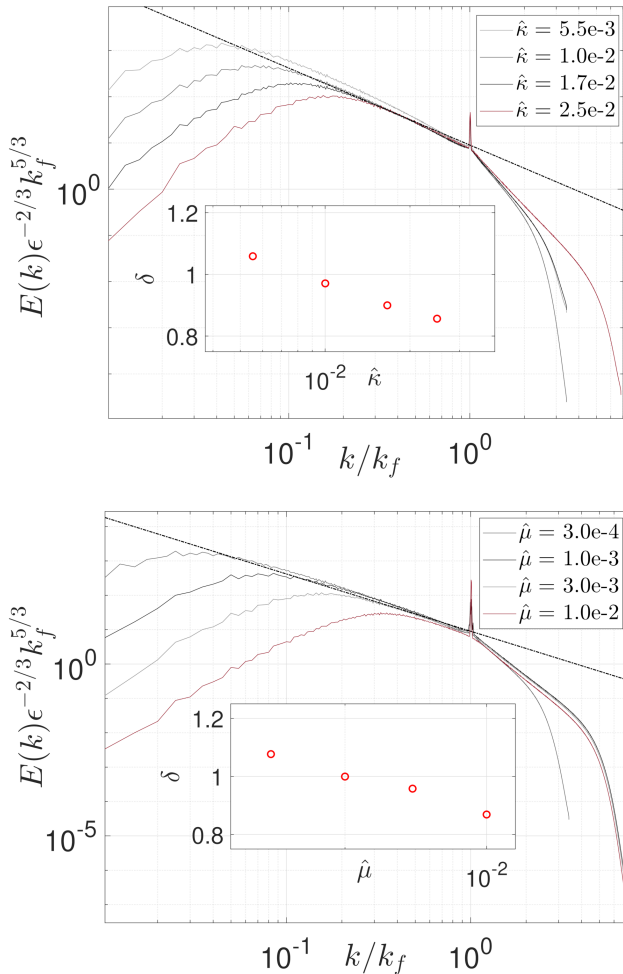 κ̂ = 5.5e-3
κ̂ = 1.0e-2
κ̂ = 1.7e-2
κ̂ = 2.5e-2
E(k)ϵ^{-2/3}k_f^{5/3}
10^0
1.2
1
0.8
δ
10^{-2} κ̂
10^{-1} 10^0
k/k_f
μ̂ = 3.0e-4
μ̂ = 1.0e-3
μ̂ = 3.0e-3
μ̂ = 1.0e-2
E(k)ϵ^{-2/3}k_f^{5/3}
10^0
10^{-5}
1.2
1
0.8
δ
μ̂ 10^{-2}
10^{-1} 10^0
k/k_f